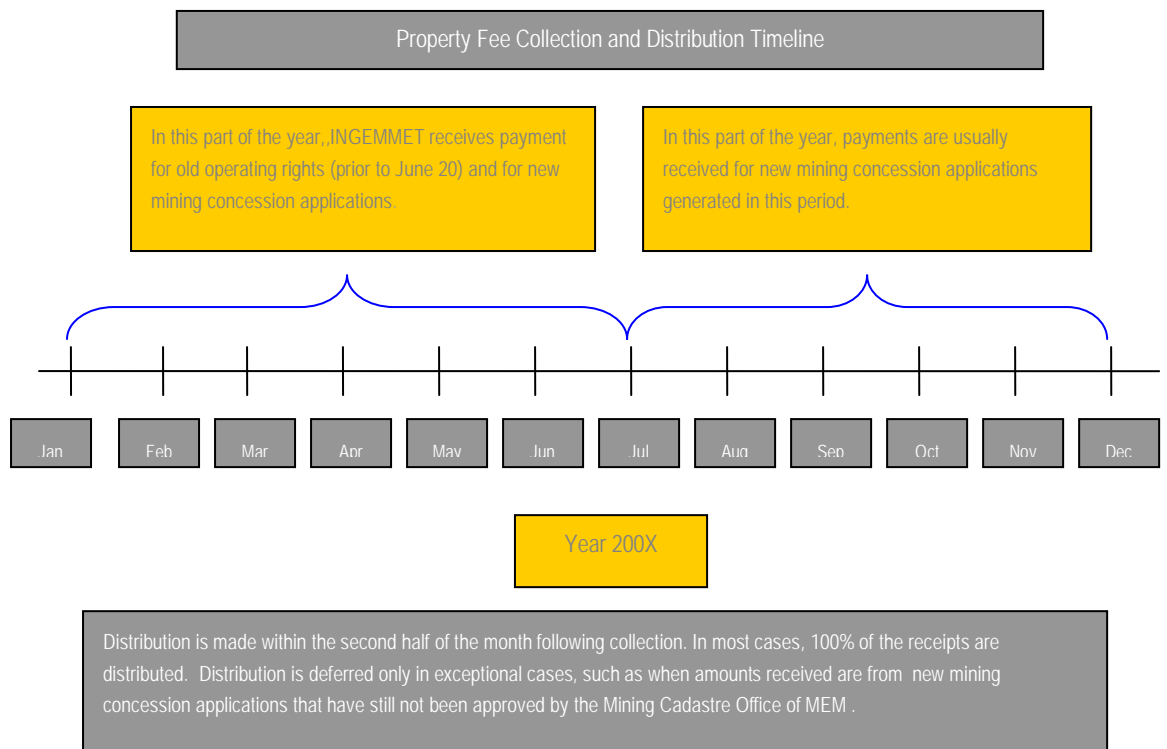 Property Fee Collection and Distribution Timeline
In this part of the year,,INGEMMET receives payment
for old operating rights (prior to June 20) and for new
mining concession applications.
In this part of the year, payments are usually
received for new mining concession applications
generated in this period.
Jan
Feb
Mar
Apr
May
Jun
Jul
Aug
Sep
Oct
Nov
Dec
Year 200X
Distribution is made within the second half of the month following collection. In most cases, 100% of the receipts are
distributed. Distribution is deferred only in exceptional cases, such as when amounts received are from new mining
concession applications that have still not been approved by the Mining Cadastre Office of MEM .